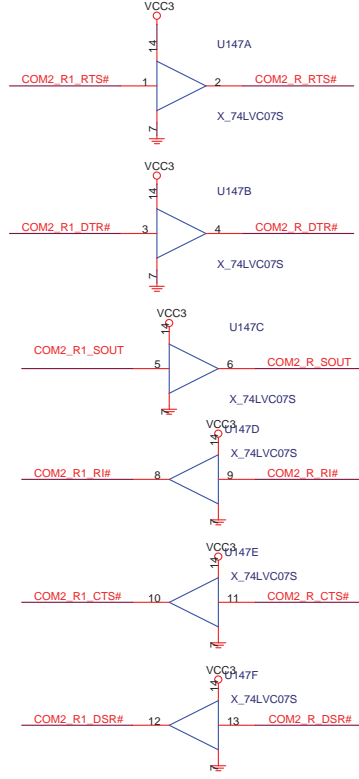 VCC3
14
U147A
COM2_R1_RTS# 1 2 COM2_R_RTS#
7
X_74LVC07S
VCC3
14
U147B
COM2_R1_DTR# 3 4 COM2_R_DTR#
7
X_74LVC07S
VCC3
14
U147C
COM2_R1_SOUT 5 6 COM2_R_SOUT
7
X_74LVC07S
VCC3
U147D
14
X_74LVC07S
COM2_R1_RI# 8 9 COM2_R_RI#
7
VCC3
U147E
14
X_74LVC07S
COM2_R1_CTS# 10 11 COM2_R_CTS#
7
VCC3
U147F
14
X_74LVC07S
COM2_R1_DSR# 12 13 COM2_R_DSR#
7